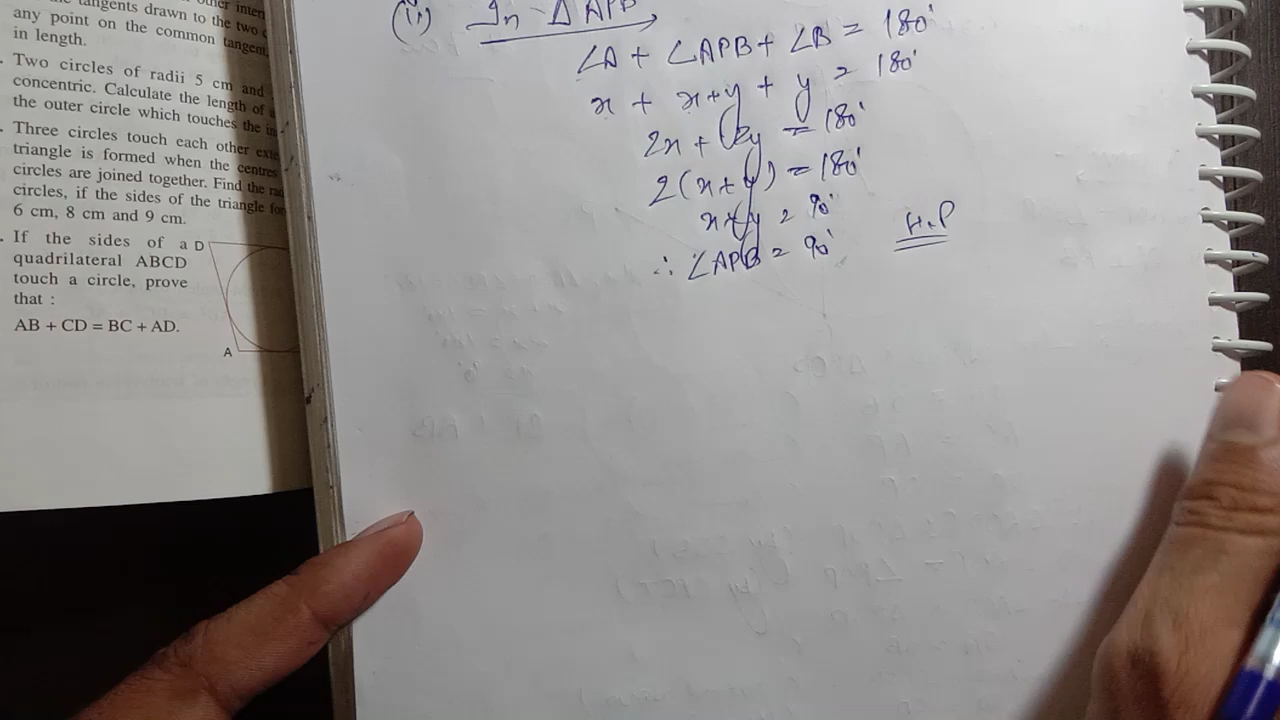 tangents drawn to the two
any point on the common tangent,
in length.
Two circles of radii 5 cm and
concentric. Calculate the length of
the outer circle which touches the
Three circles touch each other
triangle is formed when the centres
circles are joined together. Find the
circles, if the sides of the triangle
6 cm, 8 cm and 9 cm.
If the sides of a
quadrilateral ABCD
touch a circle, prove
that :
AB + CD = BC + AD.
D
A
(ii) In Δ APB
∠A + ∠APB + ∠B = 180°
x + x+y + y = 180°
2x + 2y = 180°
2(x+y) = 180°
x+y = 90°
∴ ∠APB = 90° H.P